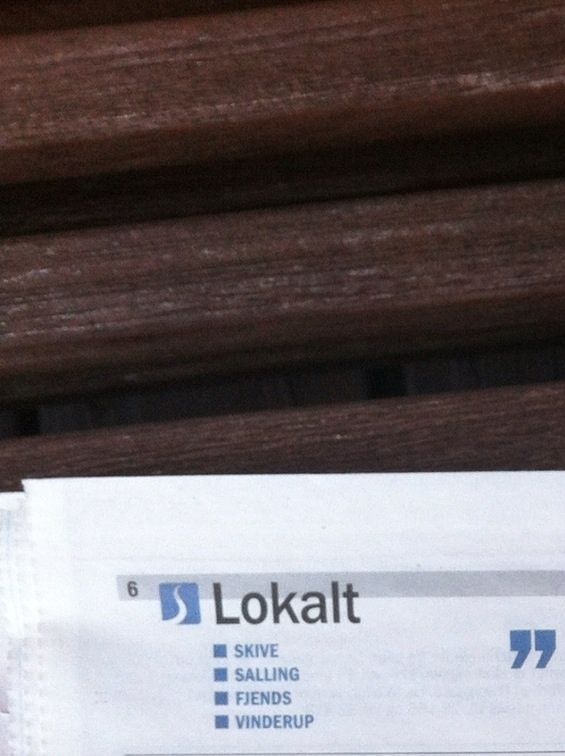 6 Lokalt
SKIVE
SALLING
FJENDS
VINDERUP
”